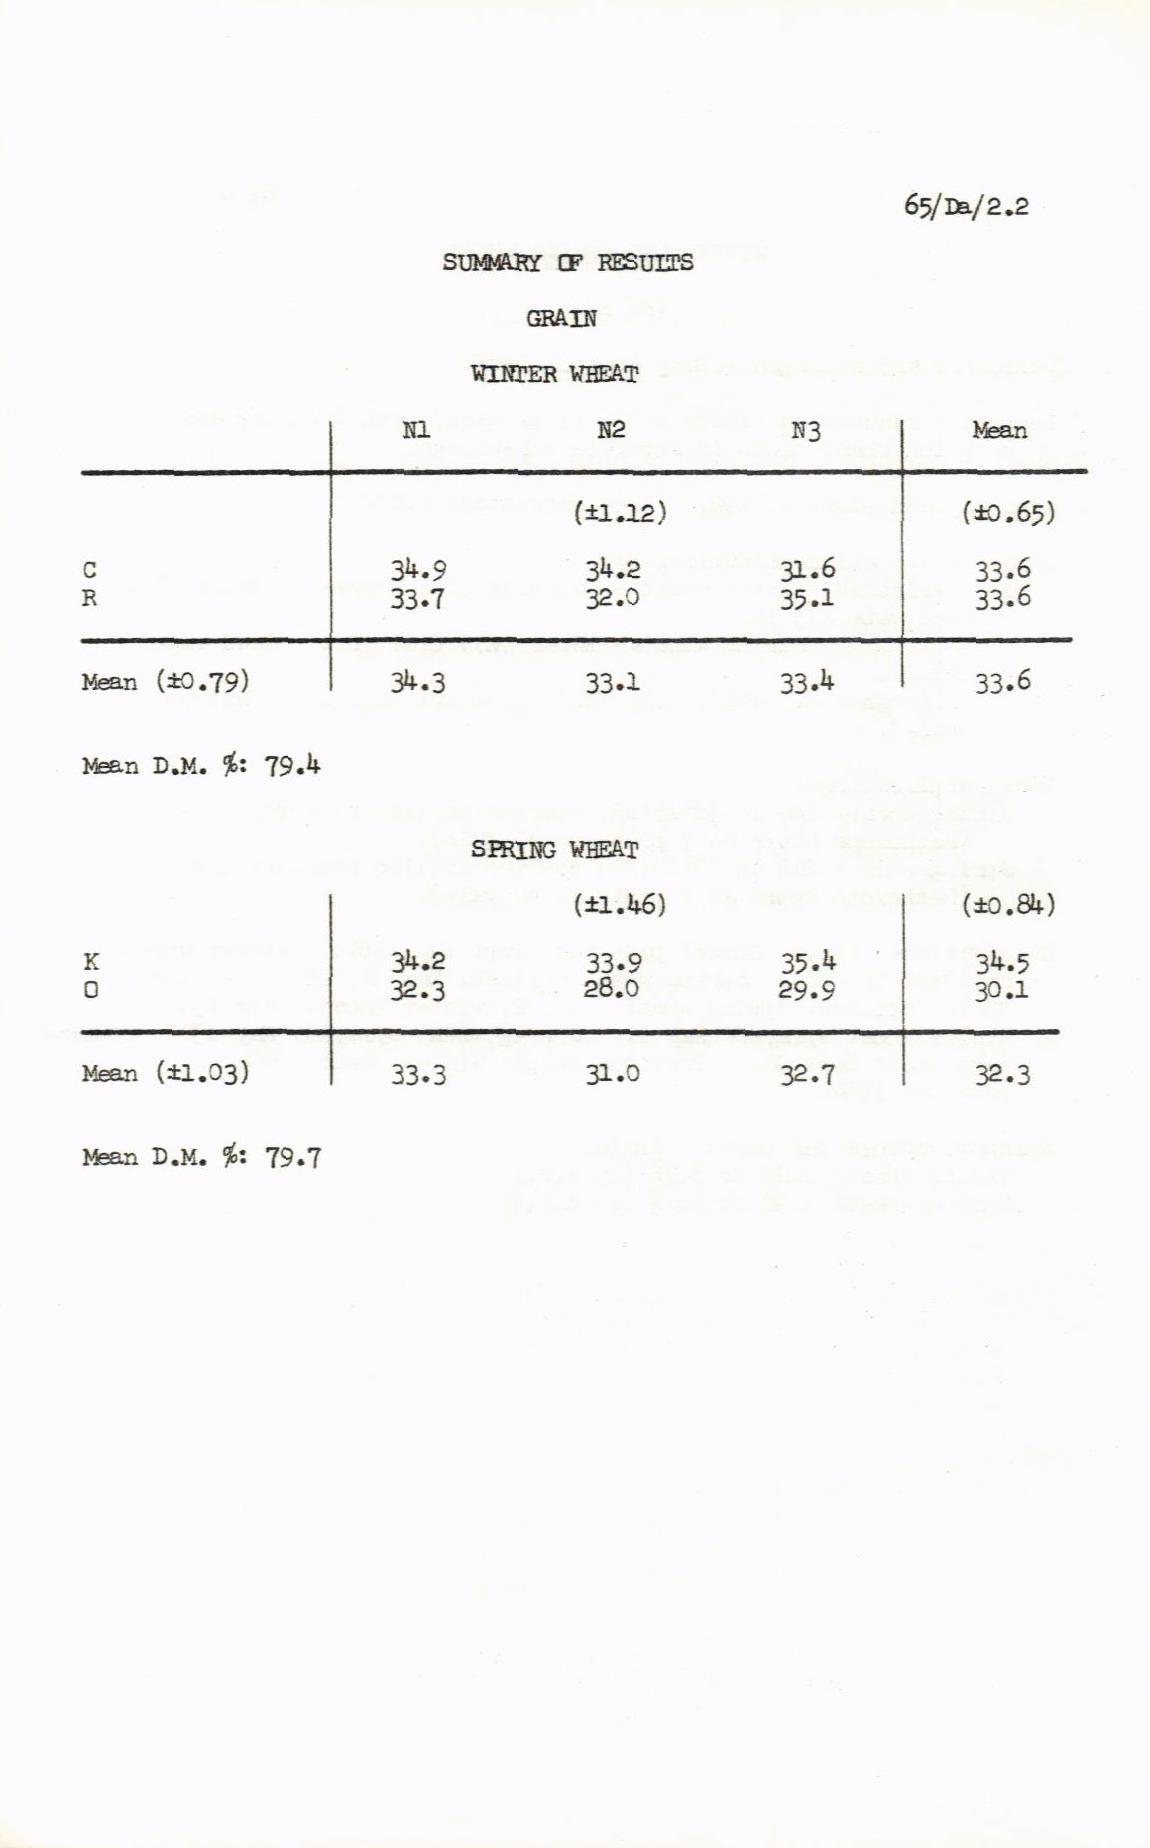 65/Da/2.2
SUMMARY OF RESULTS
GRAIN
WINTER WHEAT
N1 N2 N3 Mean
(±1.12) (±0.65)
C 34.9 34.2 31.6 33.6
R 33.7 32.0 35.1 33.6
Mean (±0.79) 34.3 33.1 33.4 33.6
Mean D.M. %: 79.4
SPRING WHEAT
(±1.46) (±0.84)
K 34.2 33.9 35.4 34.5
O 32.3 28.0 29.9 30.1
Mean (±1.03) 33.3 31.0 32.7 32.3
Mean D.M. %: 79.7